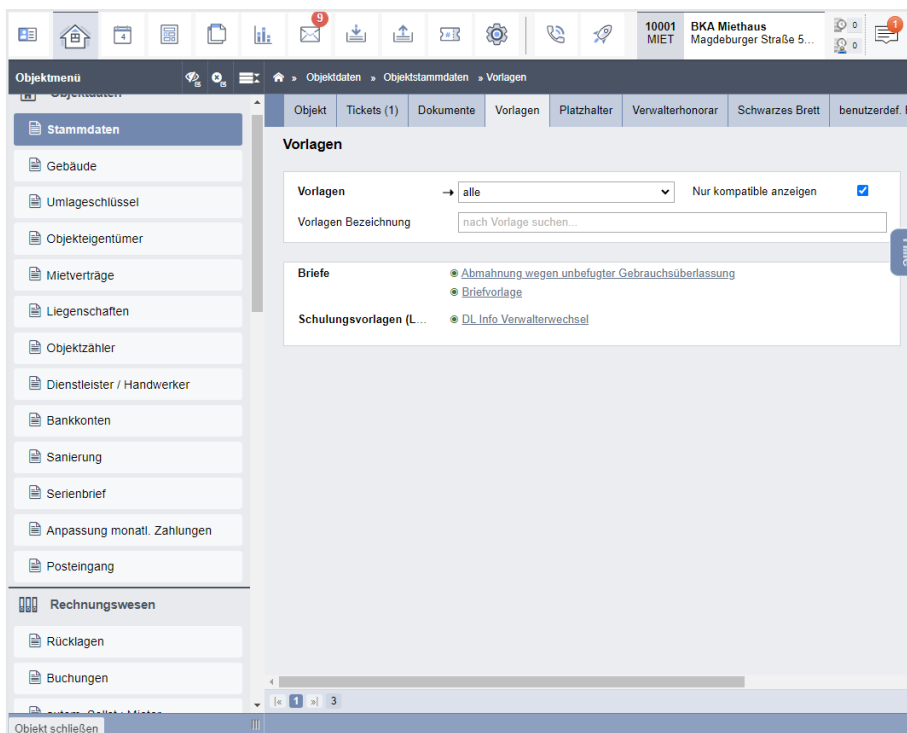 9
4
10001 BKA Miethaus 0 1
MIET Magdeburger Straße 5... 0
Objektmenü » Objektdaten » Objektstammdaten » Vorlagen
Objektdaten
Objekt Tickets (1) Dokumente Vorlagen Platzhalter Verwalterhonorar Schwarzes Brett benutzerdef.
Stammdaten
Vorlagen
Gebäude
Vorlagen alle Nur kompatible anzeigen
Umlageschlüssel
Vorlagen Bezeichnung nach Vorlage suchen...
Objekteigentümer
Mietverträge
Briefe Abmahnung wegen unbefugter Gebrauchsüberlassung
Briefvorlage
Liegenschaften
Schulungsvorlagen (L... DL Info Verwalterwechsel
Objektzähler
Dienstleister / Handwerker
Bankkonten
Sanierung
Serienbrief
Anpassung monatl. Zahlungen
Posteingang
Rechnungswesen
Rücklagen
Buchungen
1 3
Objekt schließen